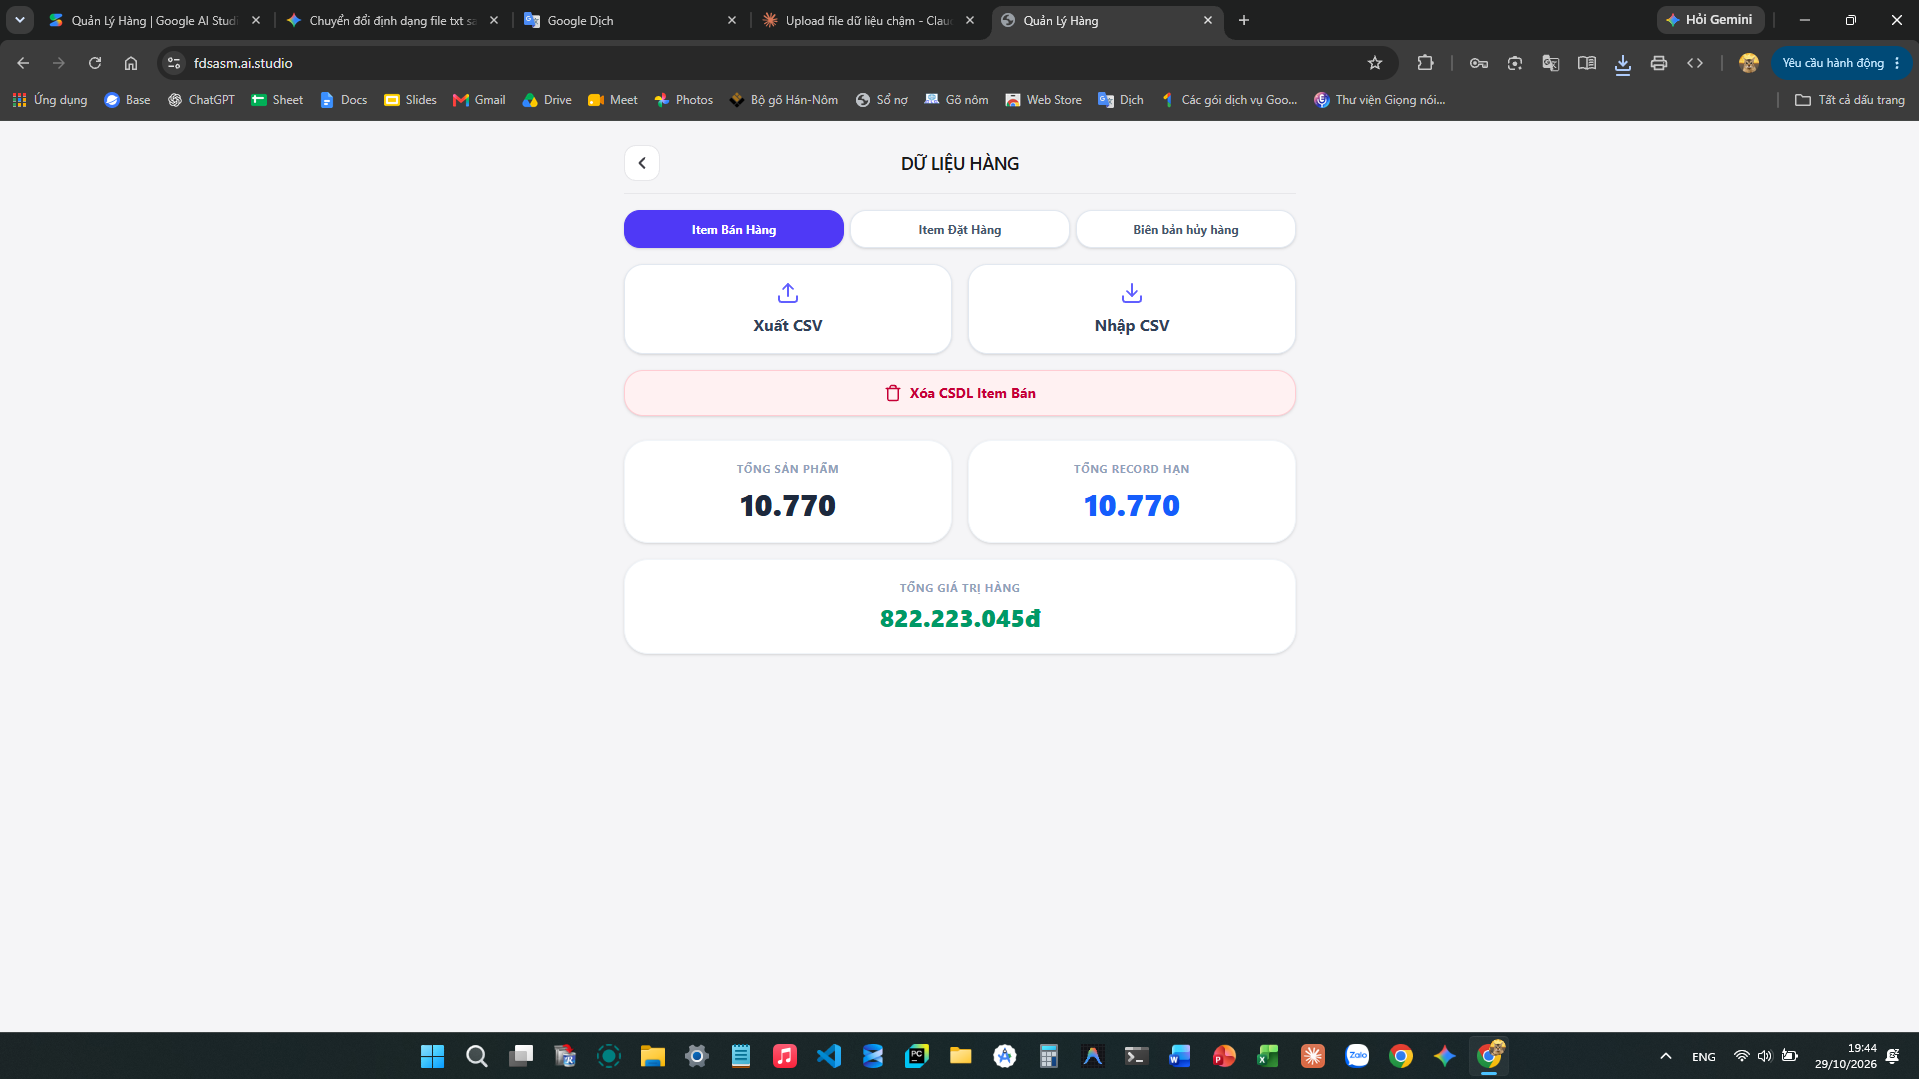 Quản Lý Hàng | Google AI Studi
Chuyển đổi định dạng file txt sa
Google Dịch
Upload file dữ liệu chậm - Clau
Quản Lý Hàng
Hỏi Gemini
fdsasm.ai.studio
Yêu cầu hành động
Ứng dụng
Base
ChatGPT
Sheet
Docs
Slides
Gmail
Drive
Meet
Photos
Bộ gõ Hán-Nôm
Sổ nợ
Gõ nôm
Web Store
Dịch
Các gói dịch vụ Goo...
Thư viện Giọng nói...
Tất cả dấu trang
DỮ LIỆU HÀNG
Item Bán Hàng
Item Đặt Hàng
Biên bản hủy hàng
Xuất CSV
Nhập CSV
Xóa CSDL Item Bán
TỔNG SẢN PHẨM
10.770
TỔNG RECORD HẠN
10.770
TỔNG GIÁ TRỊ HÀNG
822.223.045đ
Zalo
ENG
19:44
29/10/2026